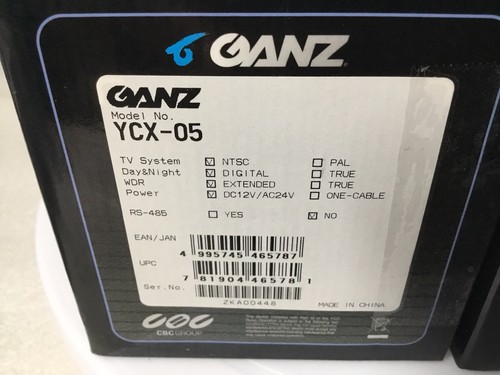 GANZ
GANZ
Model No.
YCX-05
TV System ☑ NTSC ☐ PAL
Day&Night ☑ DIGITAL ☐ TRUE
WDR ☑ EXTENDED ☐ TRUE
Power ☑ DC12V/AC24V ☐ ONE-CABLE
RS-485 ☐ YES ☑ NO
EAN/JAN
4 995745 465787
UPC
7 81904 46578 1
Ser.No.
ZKA00448
MADE IN CHINA
CBC GROUP